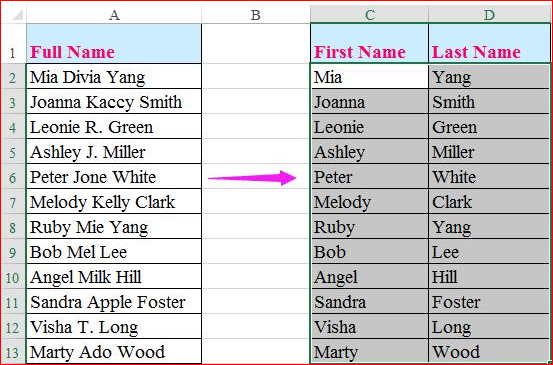 A B C D
1 Full Name First Name Last Name
2 Mia Divia Yang Mia Yang
3 Joanna Kaccy Smith Joanna Smith
4 Leonie R. Green Leonie Green
5 Ashley J. Miller Ashley Miller
6 Peter Jone White Peter White
7 Melody Kelly Clark Melody Clark
8 Ruby Mie Yang Ruby Yang
9 Bob Mel Lee Bob Lee
10 Angel Milk Hill Angel Hill
11 Sandra Apple Foster Sandra Foster
12 Visha T. Long Visha Long
13 Marty Ado Wood Marty Wood